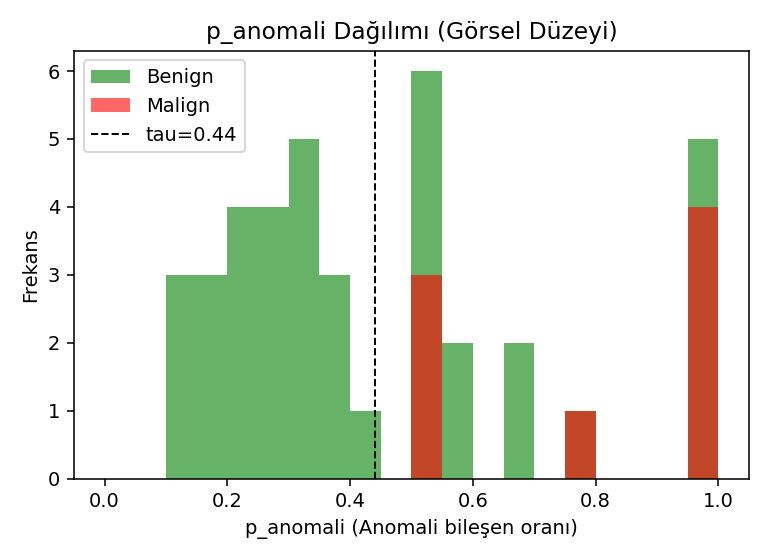 p_anomali Dağılımı (Görsel Düzeyi)
Benign
Malign
tau=0.44
Frekans
6
5
4
3
2
1
0
0.0 0.2 0.4 0.6 0.8 1.0
p_anomali (Anomali bileşen oranı)